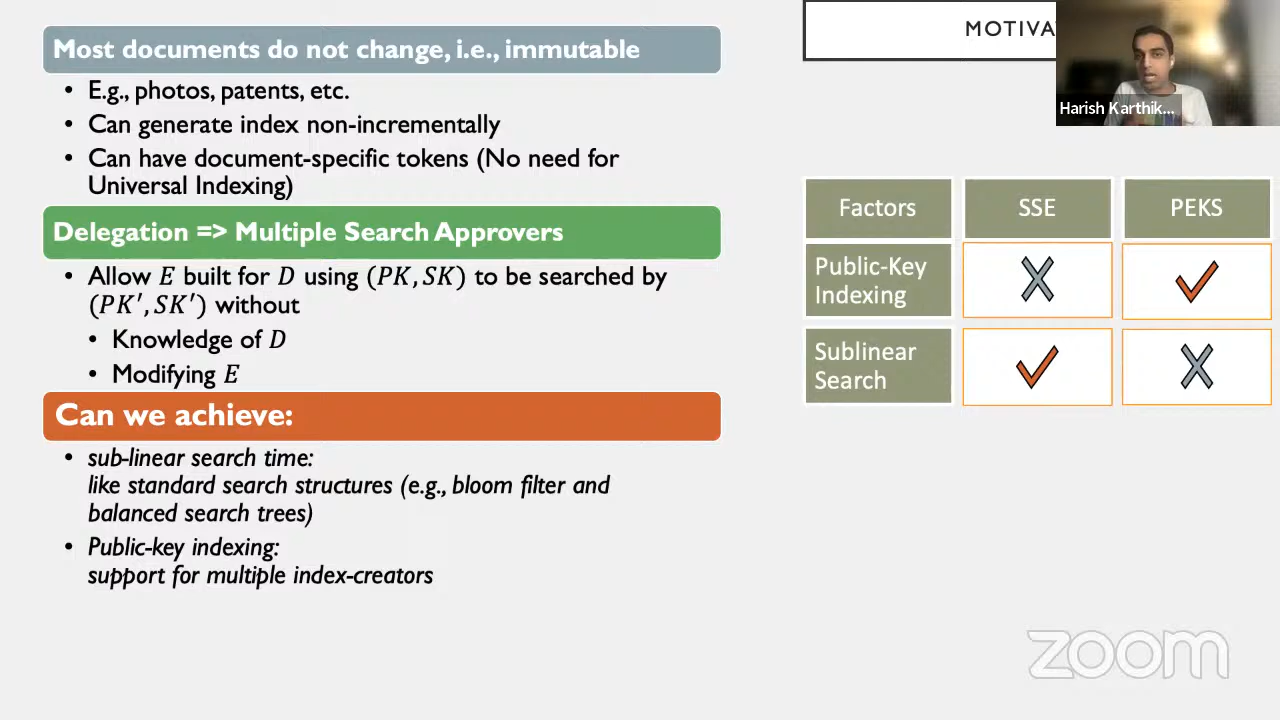 Most documents do not change, i.e., immutable
• E.g., photos, patents, etc.
• Can generate index non-incrementally
• Can have document-specific tokens (No need for
Universal Indexing)
Delegation => Multiple Search Approvers
• Allow E built for D using (PK, SK) to be searched by
(PK′, SK′) without
• Knowledge of D
• Modifying E
Can we achieve:
• sub-linear search time:
like standard search structures (e.g., bloom filter and
balanced search trees)
• Public-key indexing:
support for multiple index-creators
MOTIVA
Harish Karthik...
Factors SSE PEKS
Public-Key
Indexing
Sublinear
Search
zoom